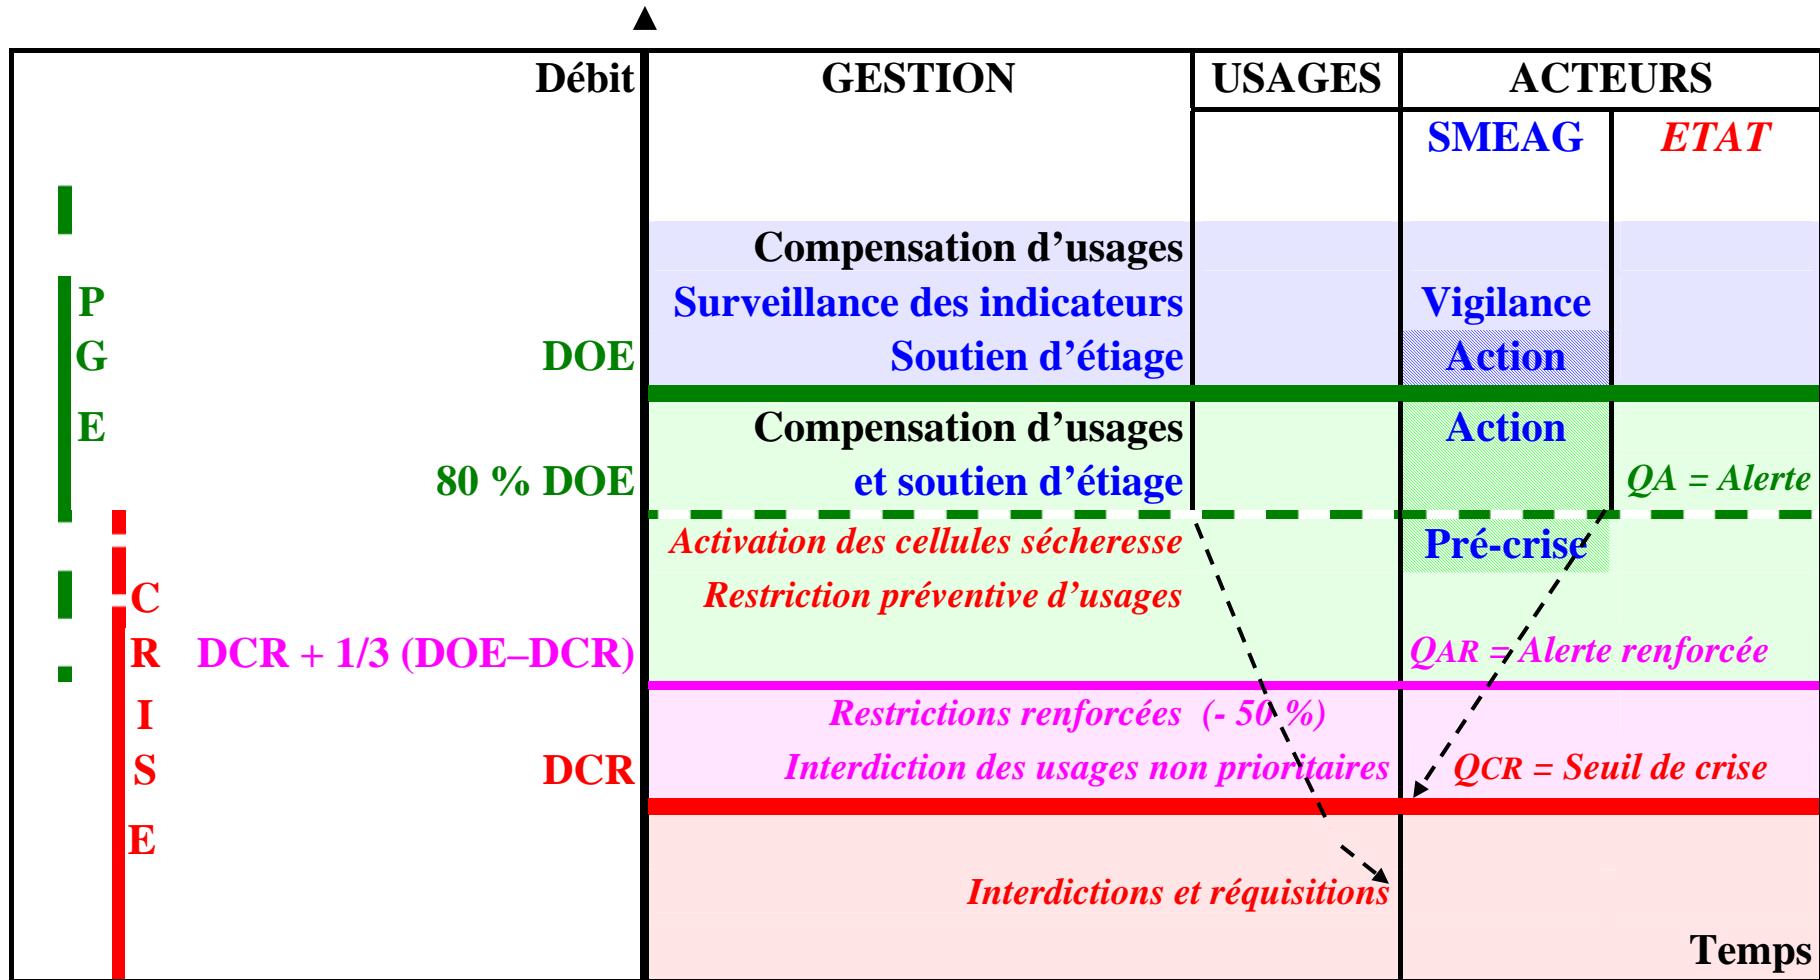 Débit GESTION USAGES ACTEURS
SMEAG ETAT
Compensation d’usages
P Surveillance des indicateurs Vigilance
G DOE Soutien d’étiage Action
E Compensation d’usages Action
80 % DOE et soutien d’étiage QA = Alerte
Activation des cellules sécheresse Pré-crise
C Restriction préventive d’usages
R DCR + 1/3 (DOE–DCR) QAR = Alerte renforcée
I Restrictions renforcées (- 50 %)
S DCR Interdiction des usages non prioritaires QCR = Seuil de crise
E
Interdictions et réquisitions
Temps